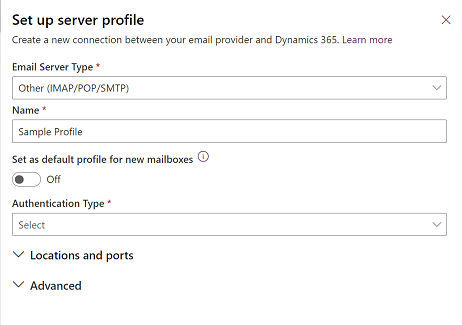 Set up server profile
Create a new connection between your email provider and Dynamics 365. Learn more
Email Server Type *
Other (IMAP/POP/SMTP)
Name *
Sample Profile
Set as default profile for new mailboxes
Off
Authentication Type *
Select
Locations and ports
Advanced